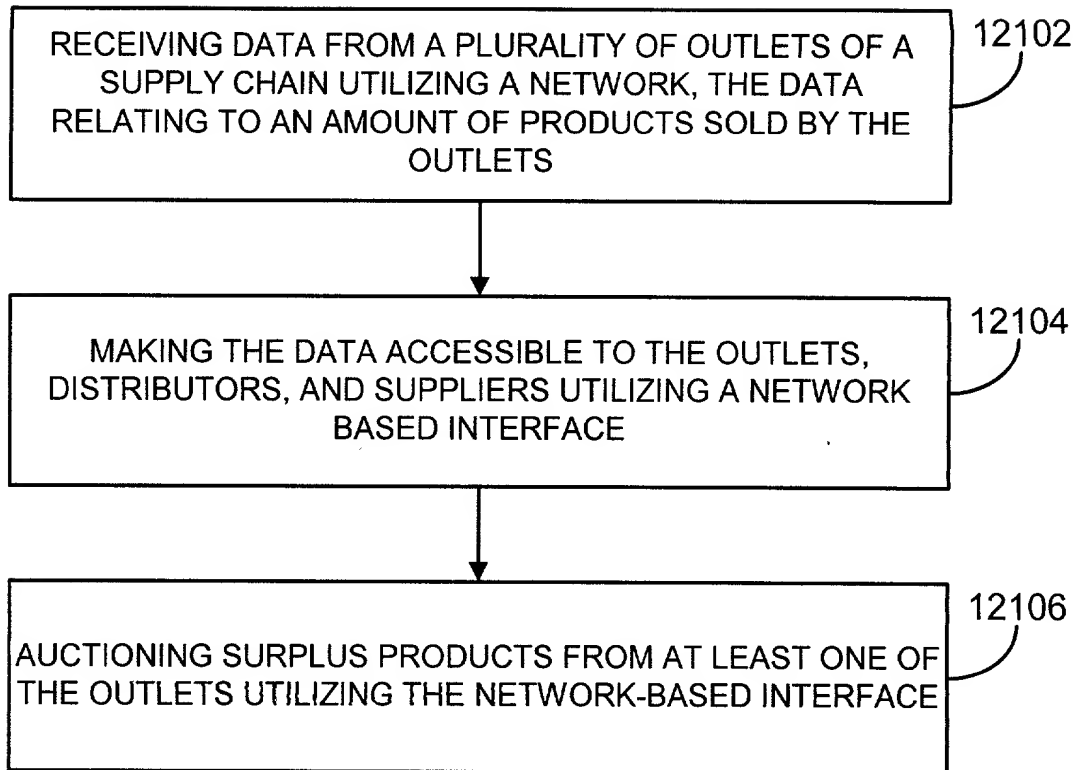 RECEIVING DATA FROM A PLURALITY OF OUTLETS OF A
SUPPLY CHAIN UTILIZING A NETWORK, THE DATA
RELATING TO AN AMOUNT OF PRODUCTS SOLD BY THE
OUTLETS
12102
MAKING THE DATA ACCESSIBLE TO THE OUTLETS,
DISTRIBUTORS, AND SUPPLIERS UTILIZING A NETWORK
BASED INTERFACE
12104
AUCTIONING SURPLUS PRODUCTS FROM AT LEAST ONE OF
THE OUTLETS UTILIZING THE NETWORK-BASED INTERFACE
12106